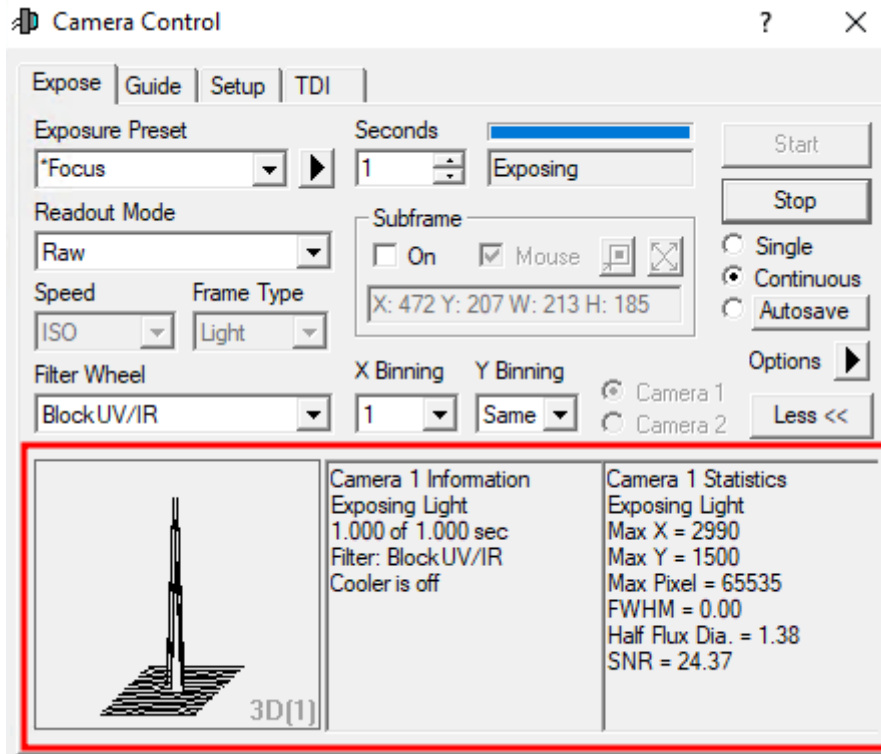 Camera Control
?
Expose Guide Setup TDI
Exposure Preset
*Focus
Seconds
1
Exposing
Start
Stop
Readout Mode
Raw
Subframe
On Mouse
X: 472 Y: 207 W: 213 H: 185
Single
Continuous
Autosave
Speed
ISO
Frame Type
Light
Filter Wheel
BlockUV/IR
X Binning
1
Y Binning
Same
Camera 1
Camera 2
Options
Less <<
3D(1)
Camera 1 Information
Exposing Light
1.000 of 1.000 sec
Filter: BlockUV/IR
Cooler is off
Camera 1 Statistics
Exposing Light
Max X = 2990
Max Y = 1500
Max Pixel = 65535
FWHM = 0.00
Half Flux Dia. = 1.38
SNR = 24.37